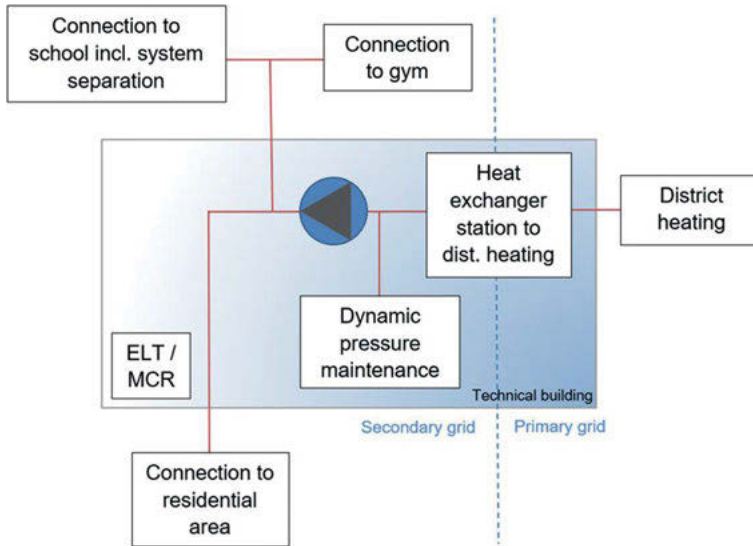 Connection to
school incl. system
separation
Connection
to gym
Heat
exchanger
station to
dist. heating
District
heating
Dynamic
pressure
maintenance
ELT /
MCR
Technical building
Secondary grid
Primary grid
Connection to
residential
area